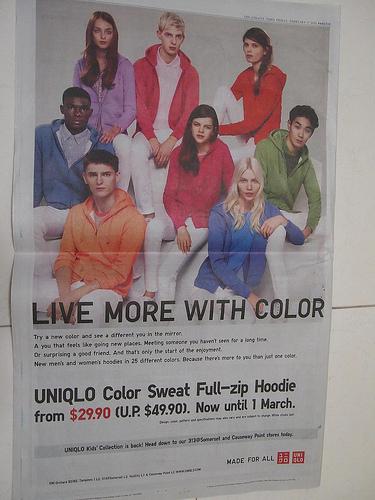 LIVE MORE WITH COLOR
Try a new color and see a different you in the mirror.
A you that feels like going new places. Meeting someone you haven't seen for a long time.
Or surprising a good friend. And that's only the start of the enjoyment.
New men's and women's hoodies in 25 different colors. Because there's more to you than just one color.
UNIQLO Color Sweat Full-zip Hoodie
from $29.90 (U.P. $49.90). Now until 1 March.
UNIQLO Kids' Collection is back! Head down to our 313@Somerset and Causeway Point stores today.
MADE FOR ALL
UNI
QLO